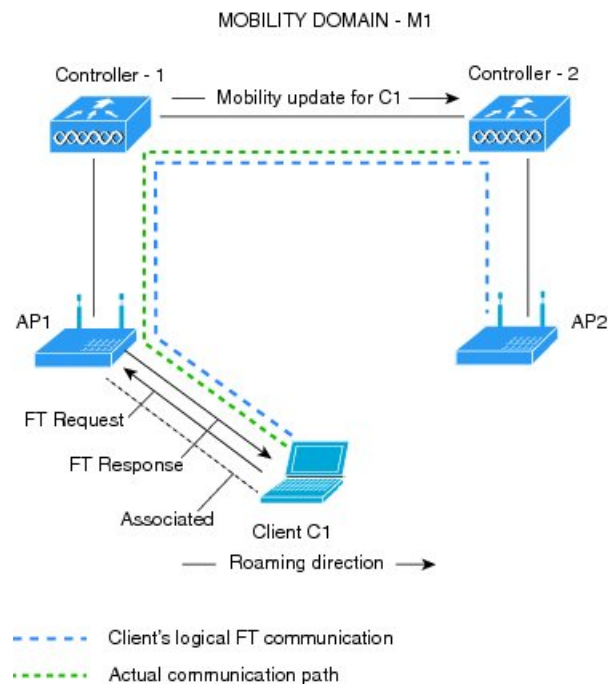 MOBILITY DOMAIN - M1
Controller - 1
Controller - 2
Mobility update for C1
AP1
AP2
FT Request
FT Response
Associated
Client C1
Roaming direction
Client's logical FT communication
Actual communication path